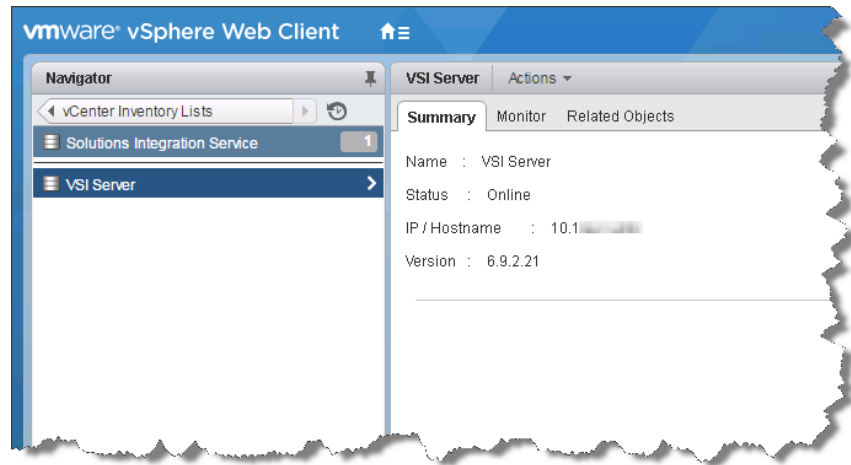 vmware® vSphere Web Client
Navigator
vCenter Inventory Lists
Solutions Integration Service 1
VSI Server
VSI Server Actions
Summary Monitor Related Objects
Name : VSI Server
Status : Online
IP / Hostname : 10.1
Version : 6.9.2.21